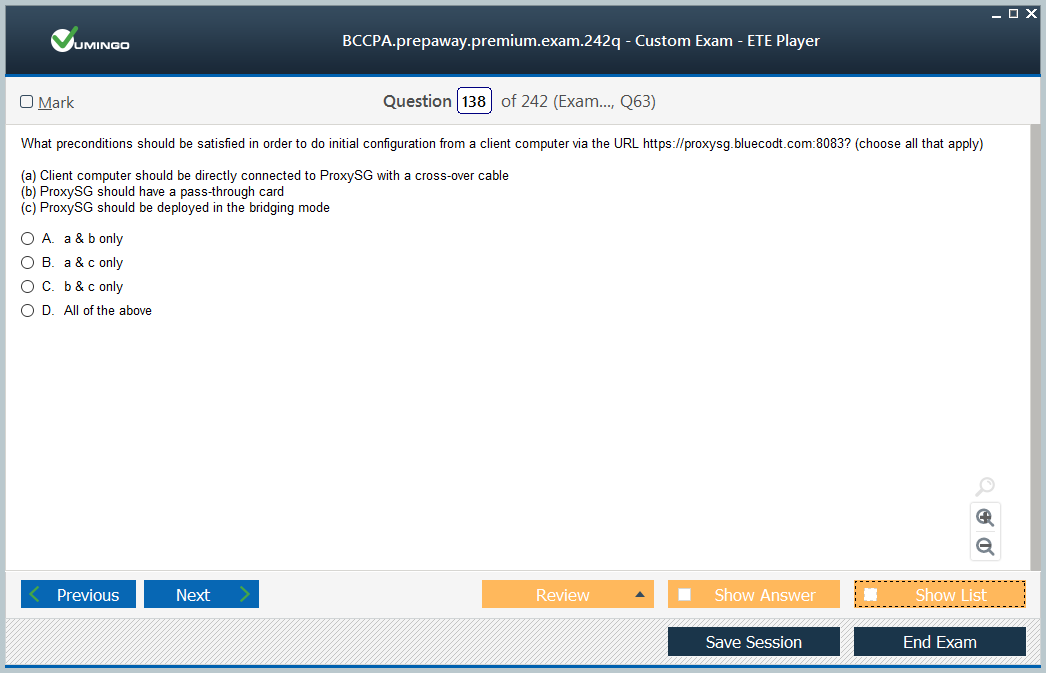 VUMINGO
BCCPA.prepaway.premium.exam.242q - Custom Exam - ETE Player
Mark
Question 138 of 242 (Exam..., Q63)
What preconditions should be satisfied in order to do initial configuration from a client computer via the URL https://proxysg.bluecodt.com:8083? (choose all that apply)
(a) Client computer should be directly connected to ProxySG with a cross-over cable
(b) ProxySG should have a pass-through card
(c) ProxySG should be deployed in the bridging mode
A. a & b only
B. a & c only
C. b & c only
D. All of the above
Previous Next Review Show Answer Show List
Save Session End Exam